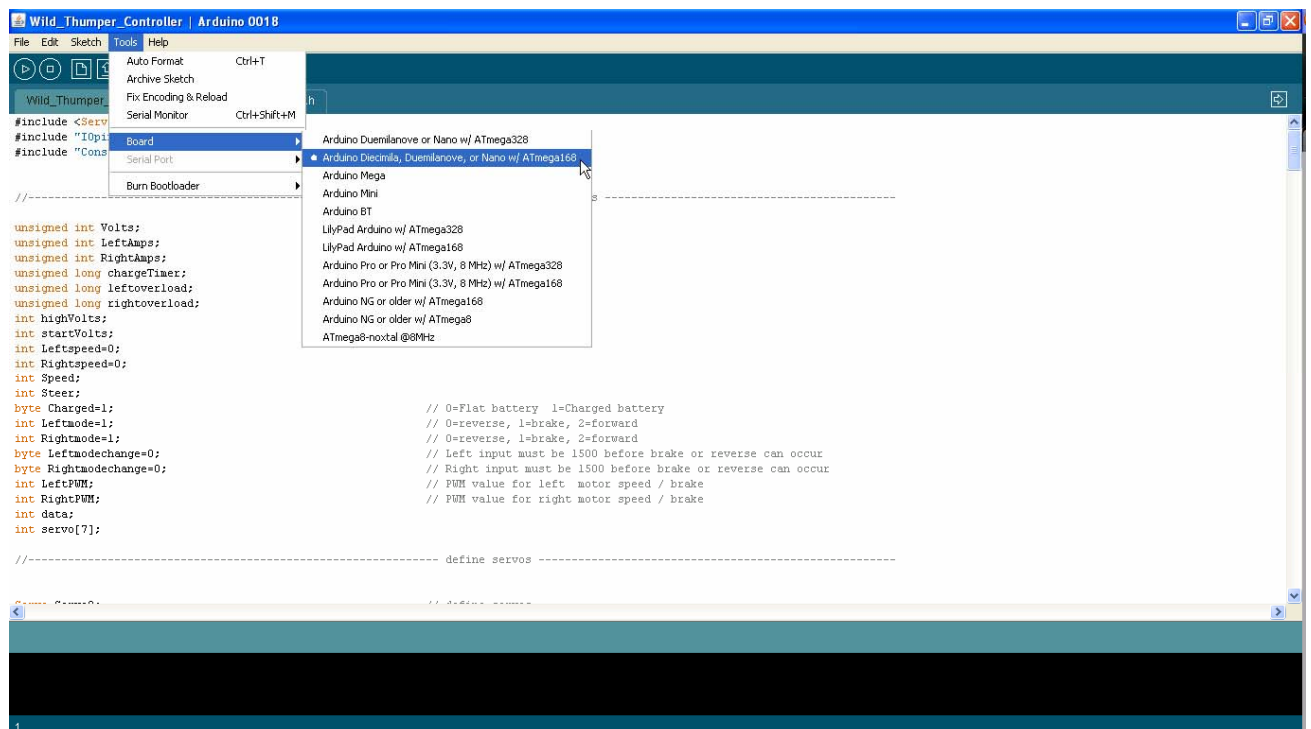 Wild_Thumper_Controller | Arduino 0018
File Edit Sketch Tools Help
Auto Format Ctrl+T
Archive Sketch
Fix Encoding & Reload
Serial Monitor Ctrl+Shift+M
Board
Serial Port
Burn Bootloader
Arduino Duemilanove or Nano w/ ATmega328
Arduino Diecimila, Duemilanove, or Nano w/ ATmega168
Arduino Mega
Arduino Mini
Arduino BT
LilyPad Arduino w/ ATmega328
LilyPad Arduino w/ ATmega168
Arduino Pro or Pro Mini (3.3V, 8 MHz) w/ ATmega328
Arduino Pro or Pro Mini (3.3V, 8 MHz) w/ ATmega168
Arduino NG or older w/ ATmega168
Arduino NG or older w/ ATmega8
ATmega8-noxtal @8MHz
Wild_Thumper_ h
#include <Serv
#include "IOpi
#include "Cons
//------------------------------------ s --------------------------------------------
unsigned int Volts;
unsigned int LeftAmps;
unsigned int RightAmps;
unsigned long chargeTimer;
unsigned long leftoverload;
unsigned long rightoverload;
int highVolts;
int startVolts;
int Leftspeed=0;
int Rightspeed=0;
int Speed;
int Steer;
byte Charged=1; // 0=Flat battery 1=Charged battery
int Leftmode=1; // 0=reverse, 1=brake, 2=forward
int Rightmode=1; // 0=reverse, 1=brake, 2=forward
byte Leftmodechange=0; // Left input must be 1500 before brake or reverse can occur
byte Rightmodechange=0; // Right input must be 1500 before brake or reverse can occur
int LeftPWM; // PWM value for left motor speed / brake
int RightPWM; // PWM value for right motor speed / brake
int data;
int servo[7];
//--------------------------------------------------------------- define servos -------------------------------------------------------
1